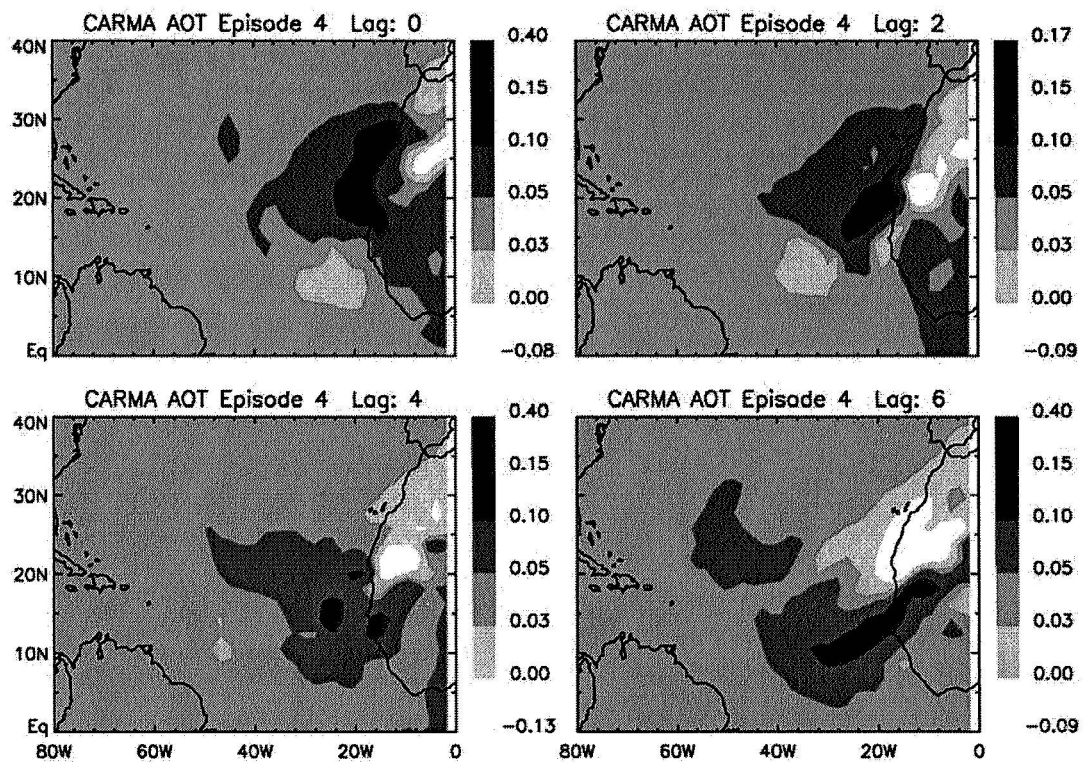 CARMA AOT Episode 4 Lag: 0
40N
30N
20N
10N
Eq
0.40
0.15
0.10
0.05
0.03
0.00
-0.08
CARMA AOT Episode 4 Lag: 2
0.17
0.15
0.10
0.05
0.03
0.00
-0.09
CARMA AOT Episode 4 Lag: 4
40N
30N
20N
10N
Eq
80W 60W 40W 20W 0
0.40
0.15
0.10
0.05
0.03
0.00
-0.13
CARMA AOT Episode 4 Lag: 6
80W 60W 40W 20W 0
0.40
0.15
0.10
0.05
0.03
0.00
-0.09